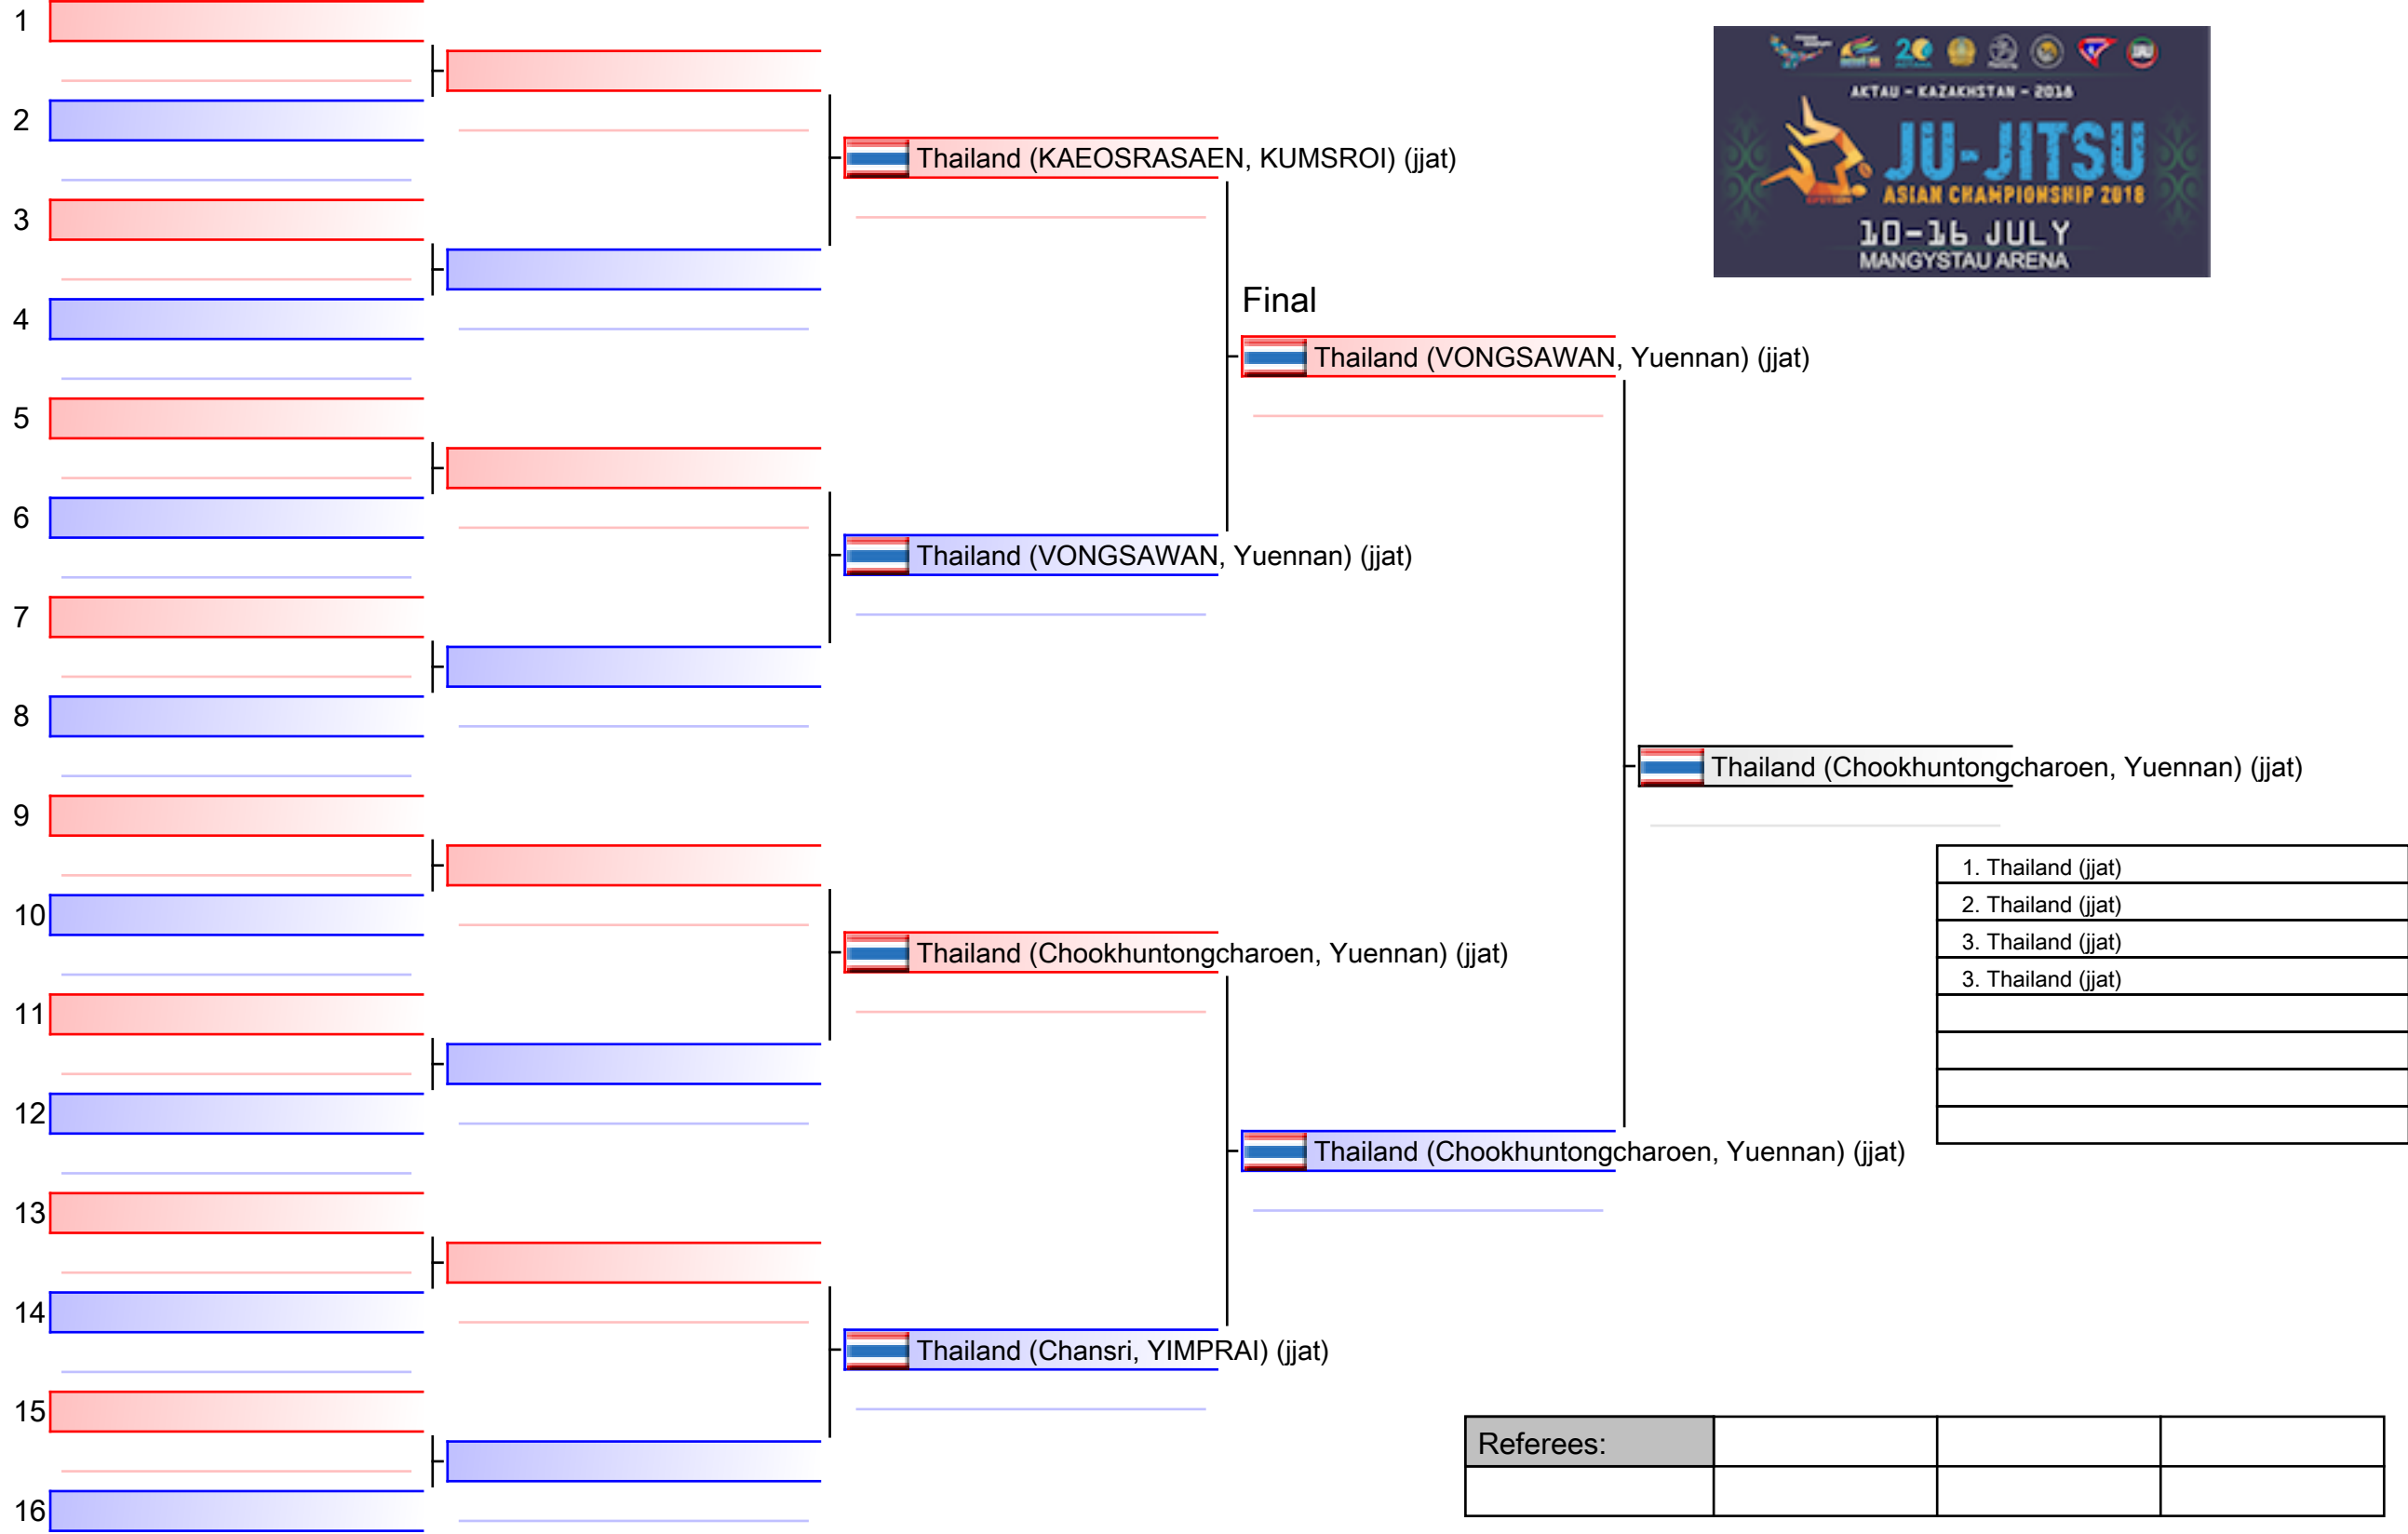 1
2
3
4
5
6
7
8
9
10
11
12
13
14
15
16
Thailand (KAEOSRASAEN, KUMSROI) (jjat)
Thailand (VONGSAWAN, Yuennan) (jjat)
Thailand (Chookhuntongcharoen, Yuennan) (jjat)
Thailand (Chansri, YIMPRAI) (jjat)
Final
Thailand (VONGSAWAN, Yuennan) (jjat)
Thailand (Chookhuntongcharoen, Yuennan) (jjat)
Thailand (Chookhuntongcharoen, Yuennan) (jjat)
AKTAU - KAZAKHSTAN - 2018
JU-JITSU
ASIAN CHAMPIONSHIP 2018
10-16 JULY
MANGYSTAU ARENA
1. Thailand (jjat)
2. Thailand (jjat)
3. Thailand (jjat)
3. Thailand (jjat)
Referees: